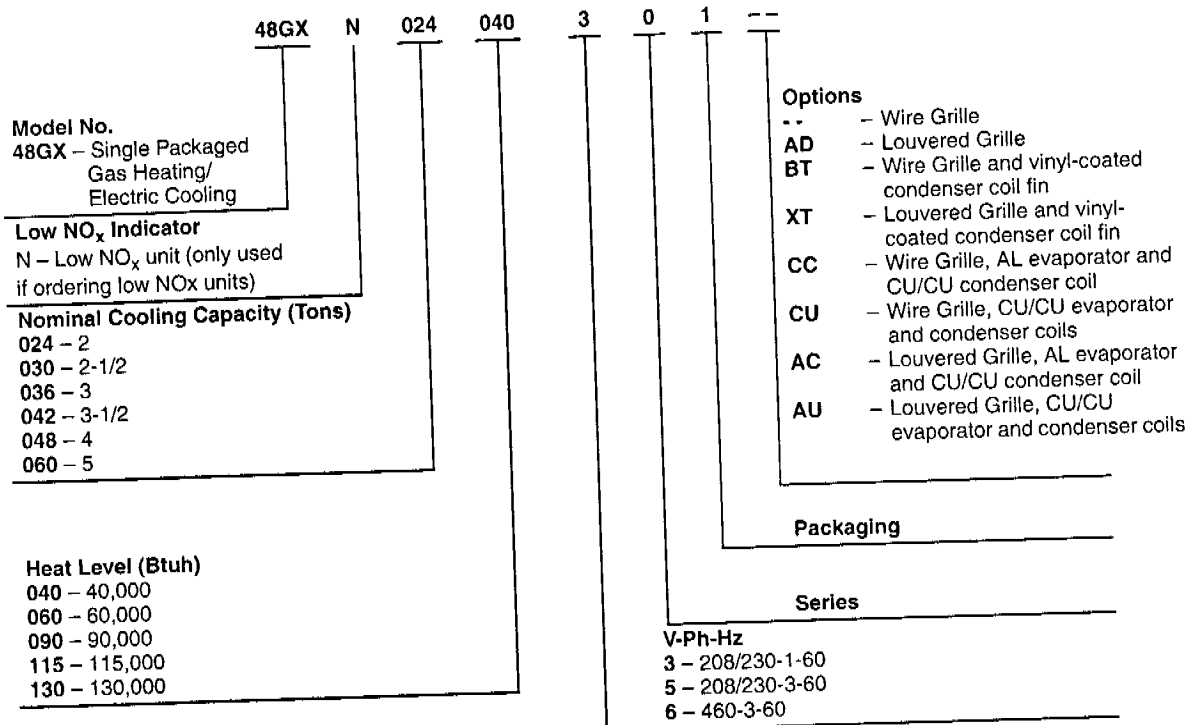 48GX N 024 040 3 0 1 --
Model No.
48GX – Single Packaged
Gas Heating/
Electric Cooling
Low NOx Indicator
N – Low NOx unit (only used
if ordering low NOx units)
Nominal Cooling Capacity (Tons)
024 – 2
030 – 2-1/2
036 – 3
042 – 3-1/2
048 – 4
060 – 5
Heat Level (Btuh)
040 – 40,000
060 – 60,000
090 – 90,000
115 – 115,000
130 – 130,000
Options
-- – Wire Grille
AD – Louvered Grille
BT – Wire Grille and vinyl-coated
condenser coil fin
XT – Louvered Grille and vinyl-
coated condenser coil fin
CC – Wire Grille, AL evaporator and
CU/CU condenser coil
CU – Wire Grille, CU/CU evaporator
and condenser coils
AC – Louvered Grille, AL evaporator
and CU/CU condenser coil
AU – Louvered Grille, CU/CU
evaporator and condenser coils
Packaging
Series
V-Ph-Hz
3 – 208/230-1-60
5 – 208/230-3-60
6 – 460-3-60